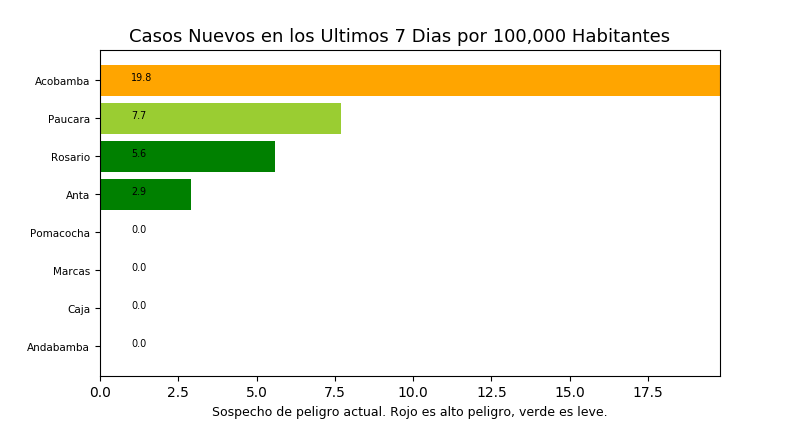 Casos Nuevos en los Ultimos 7 Dias por 100,000 Habitantes
Acobamba 19.8
Paucara 7.7
Rosario 5.6
Anta 2.9
Pomacocha 0.0
Marcas 0.0
Caja 0.0
Andabamba 0.0
0.0 2.5 5.0 7.5 10.0 12.5 15.0 17.5
Sospecho de peligro actual. Rojo es alto peligro, verde es leve.